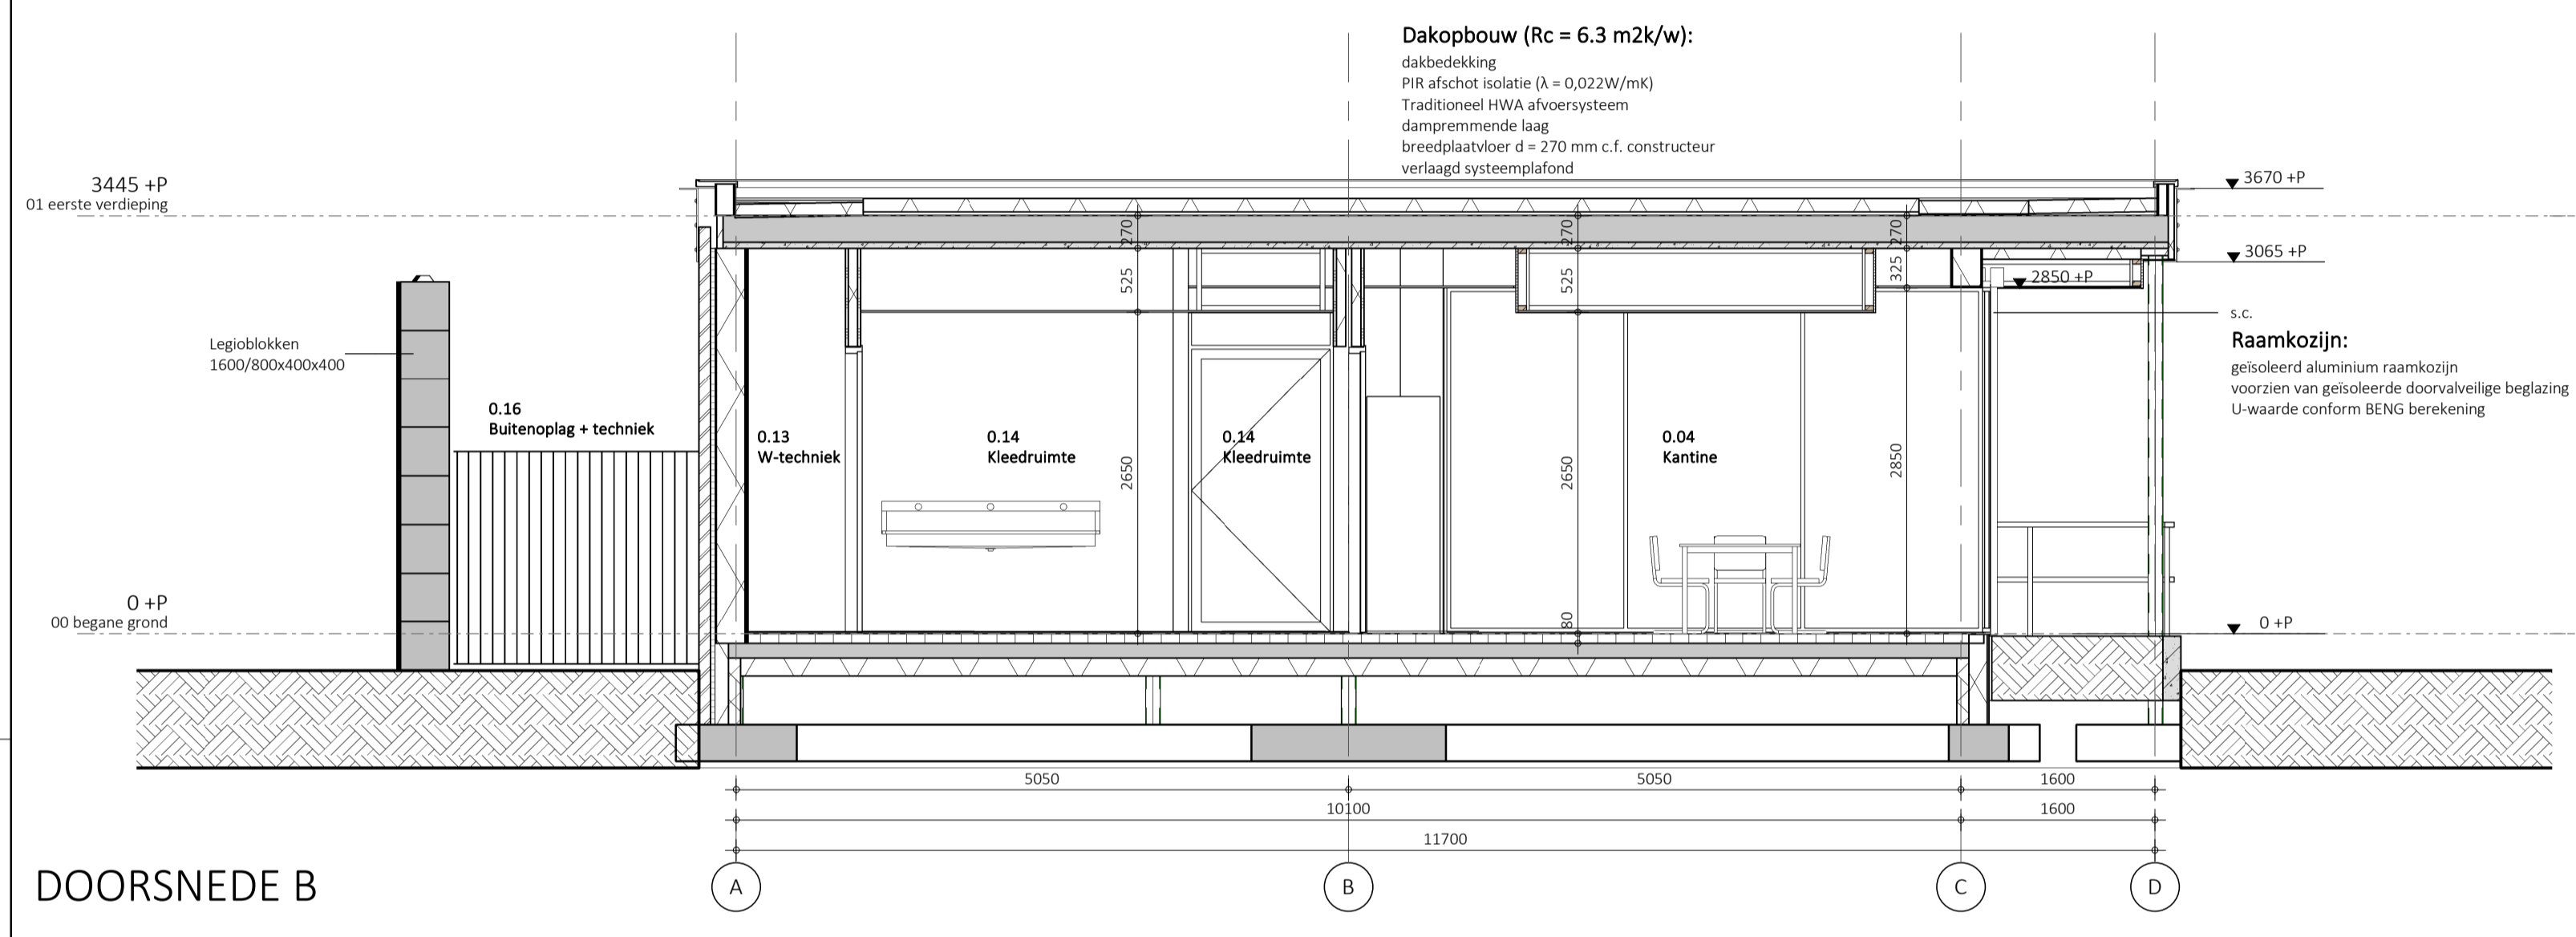 Dakopbouw (Rc = 6.3 m2k/w):
dakbedekking
PIR afschot isolatie (λ = 0,022W/mK)
Traditioneel HWA afvoersysteem
dampremmende laag
breedplaatvloer d = 270 mm c.f. constructeur
verlaagd systeemplafond
3445 +P
01 eerste verdieping
3670 +P
270
270
270
3065 +P
525
525
325
2850 +P
s.c.
Raamkozijn:
geïsoleerd aluminium raamkozijn
voorzien van geïsoleerde doorvalveilige beglazing
U-waarde conform BENG berekening
Legioblokken
1600/800x400x400
0.16
Buitenoplag + techniek
0.13
W-techniek
0.14
Kleedruimte
0.14
Kleedruimte
0.04
Kantine
2650
2650
2850
80
0 +P
00 begane grond
0 +P
5050
5050
1600
10100
1600
11700
DOORSNEDE B
A
B
C
D